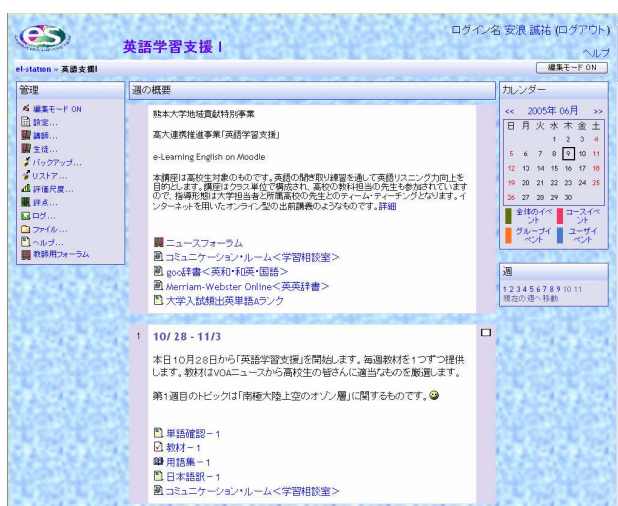 es
英語学習支援Ⅰ
ログイン名 安浪 誠祐 (ログアウト)
ヘルプ
el-station » 英語支援I
編集モード ON
管理
編集モード ON
設定...
講師...
生徒...
バックアップ...
リストア...
評価尺度...
評点...
ログ...
ファイル...
ヘルプ...
教師用フォーラム
週の概要
熊本大学地域貢献特別事業
高大連携推進事業「英語学習支援」
e-Learning English on Moodle
本講座は高校生対象のものです。英語の聞き取り練習を通して英語リスニング力向上を
目的とします。講座はクラス単位で構成され、高校の教科担当の先生も参加されています
ので、指導形態は大学担当者と所属高校の先生とのティーム・ティーチングとなります。イ
ンターネットを用いたオンライン型の出前講義のようなものです。詳細
ニュースフォーラム
コミュニケーション・ルーム<学習相談室>
goo辞書<英和・和英・国語>
Merriam-Webster Online<英英辞書>
大学入試頻出英単語Aランク
1 10/28 - 11/3
本日10月28日から「英語学習支援」を開始します。毎週教材を1つずつ提供
します。教材はVOAニュースから高校生の皆さんに適当なものを厳選します。
第1週目のトピックは「南極大陸上空のオゾン層」に関するものです。
単語確認-1
教材-1
用語集-1
日本語訳-1
コミュニケーション・ルーム<学習相談室>
カレンダー
<< 2005年 06月 >>
日 月 火 水 木 金 土
1 2 3 4
5 6 7 8 9 10 11
12 13 14 15 16 17 18
19 20 21 22 23 24 25
26 27 28 29 30
全体のイベント
コースイベント
グループイベント
ユーザイベント
週
1 2 3 4 5 6 7 8 9 10 11
現在の週へ移動